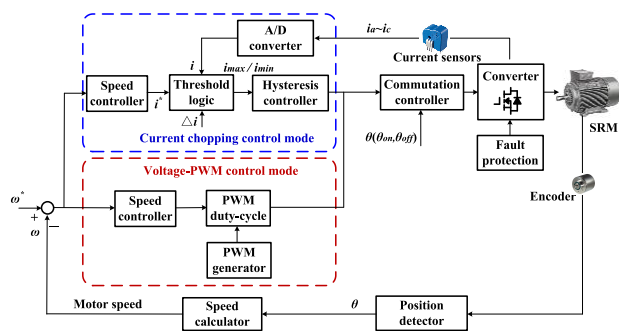 A/D
converter
ia~ic
Current sensors
i
imax / imin
Speed
controller
i*
Threshold
logic
Hysteresis
controller
Commutation
controller
Converter
SRM
△i
Current chopping control mode
θ(θon,θoff)
Fault
protection
Voltage-PWM control mode
Encoder
ω*
+
ω
−
Speed
controller
PWM
duty-cycle
PWM
generator
Motor speed
Speed
calculator
θ
Position
detector